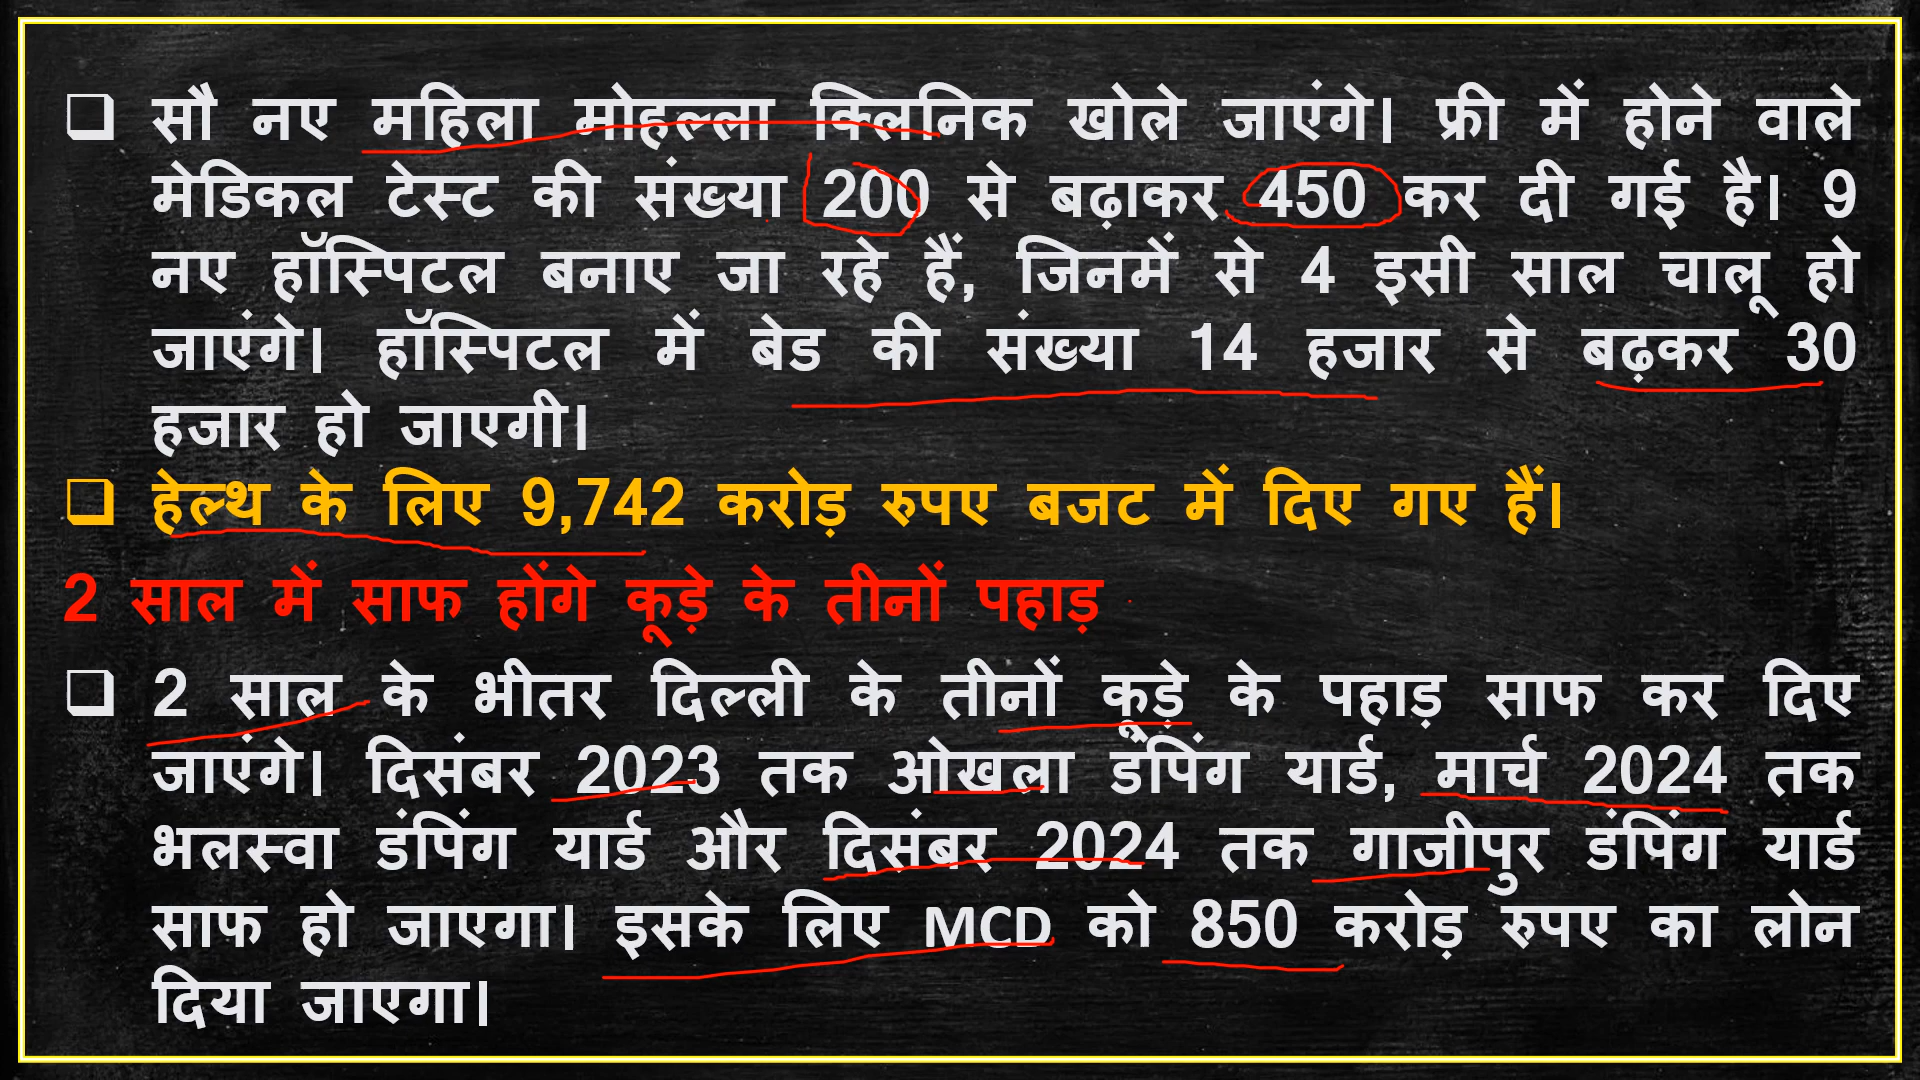 ❑ सौ नए महिला मोहल्ला क्लिनिक खोले जाएंगे। फ्री में होने वाले
मेडिकल टेस्ट की संख्या 200 से बढ़ाकर 450 कर दी गई है। 9
नए हॉस्पिटल बनाए जा रहे हैं, जिनमें से 4 इसी साल चालू हो
जाएंगे। हॉस्पिटल में बेड की संख्या 14 हजार से बढ़कर 30
हजार हो जाएगी।
❑ हेल्थ के लिए 9,742 करोड़ रुपए बजट में दिए गए हैं।
2 साल में साफ होंगे कूड़े के तीनों पहाड़
❑ 2 साल के भीतर दिल्ली के तीनों कूड़े के पहाड़ साफ कर दिए
जाएंगे। दिसंबर 2023 तक ओखला डंपिंग यार्ड, मार्च 2024 तक
भलस्वा डंपिंग यार्ड और दिसंबर 2024 तक गाजीपुर डंपिंग यार्ड
साफ हो जाएगा। इसके लिए MCD को 850 करोड़ रुपए का लोन
दिया जाएगा।